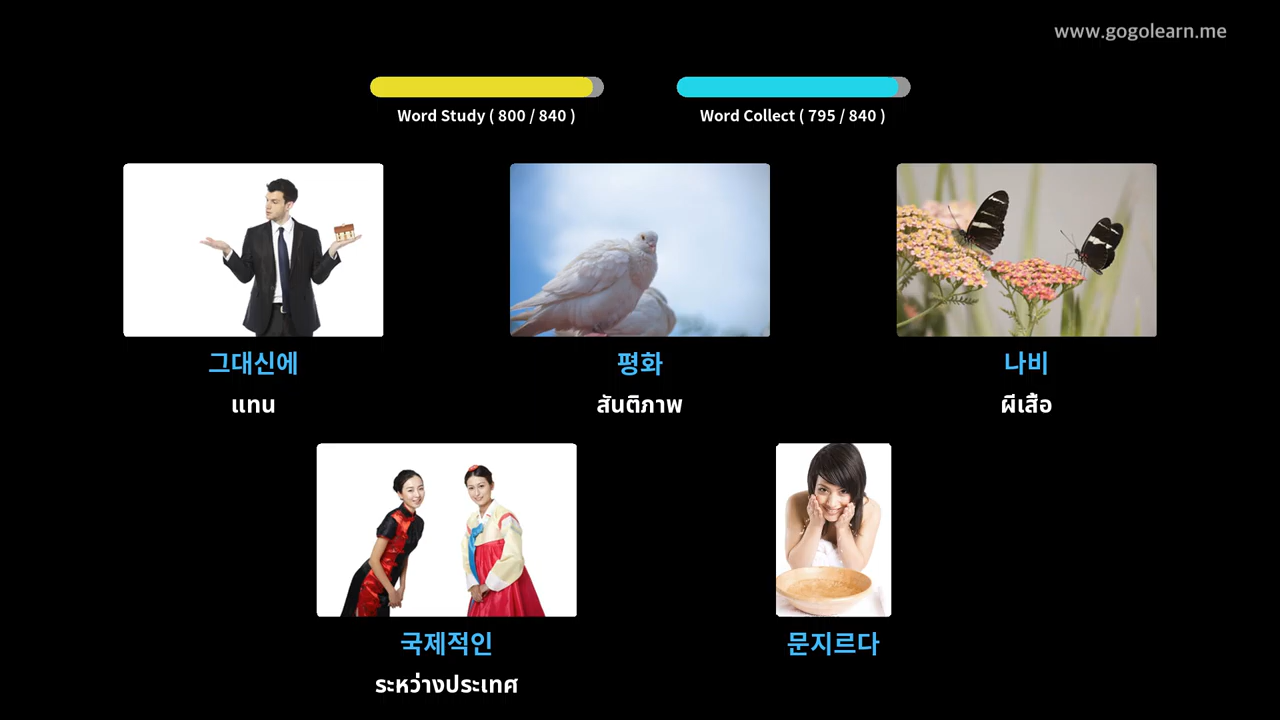 www.gogolearn.me
Word Study ( 800 / 840 )
Word Collect ( 795 / 840 )
그대신에
평화
나비
แทน
สันติภาพ
ผีเสื้อ
국제적인
문지르다
ระหว่างประเทศ